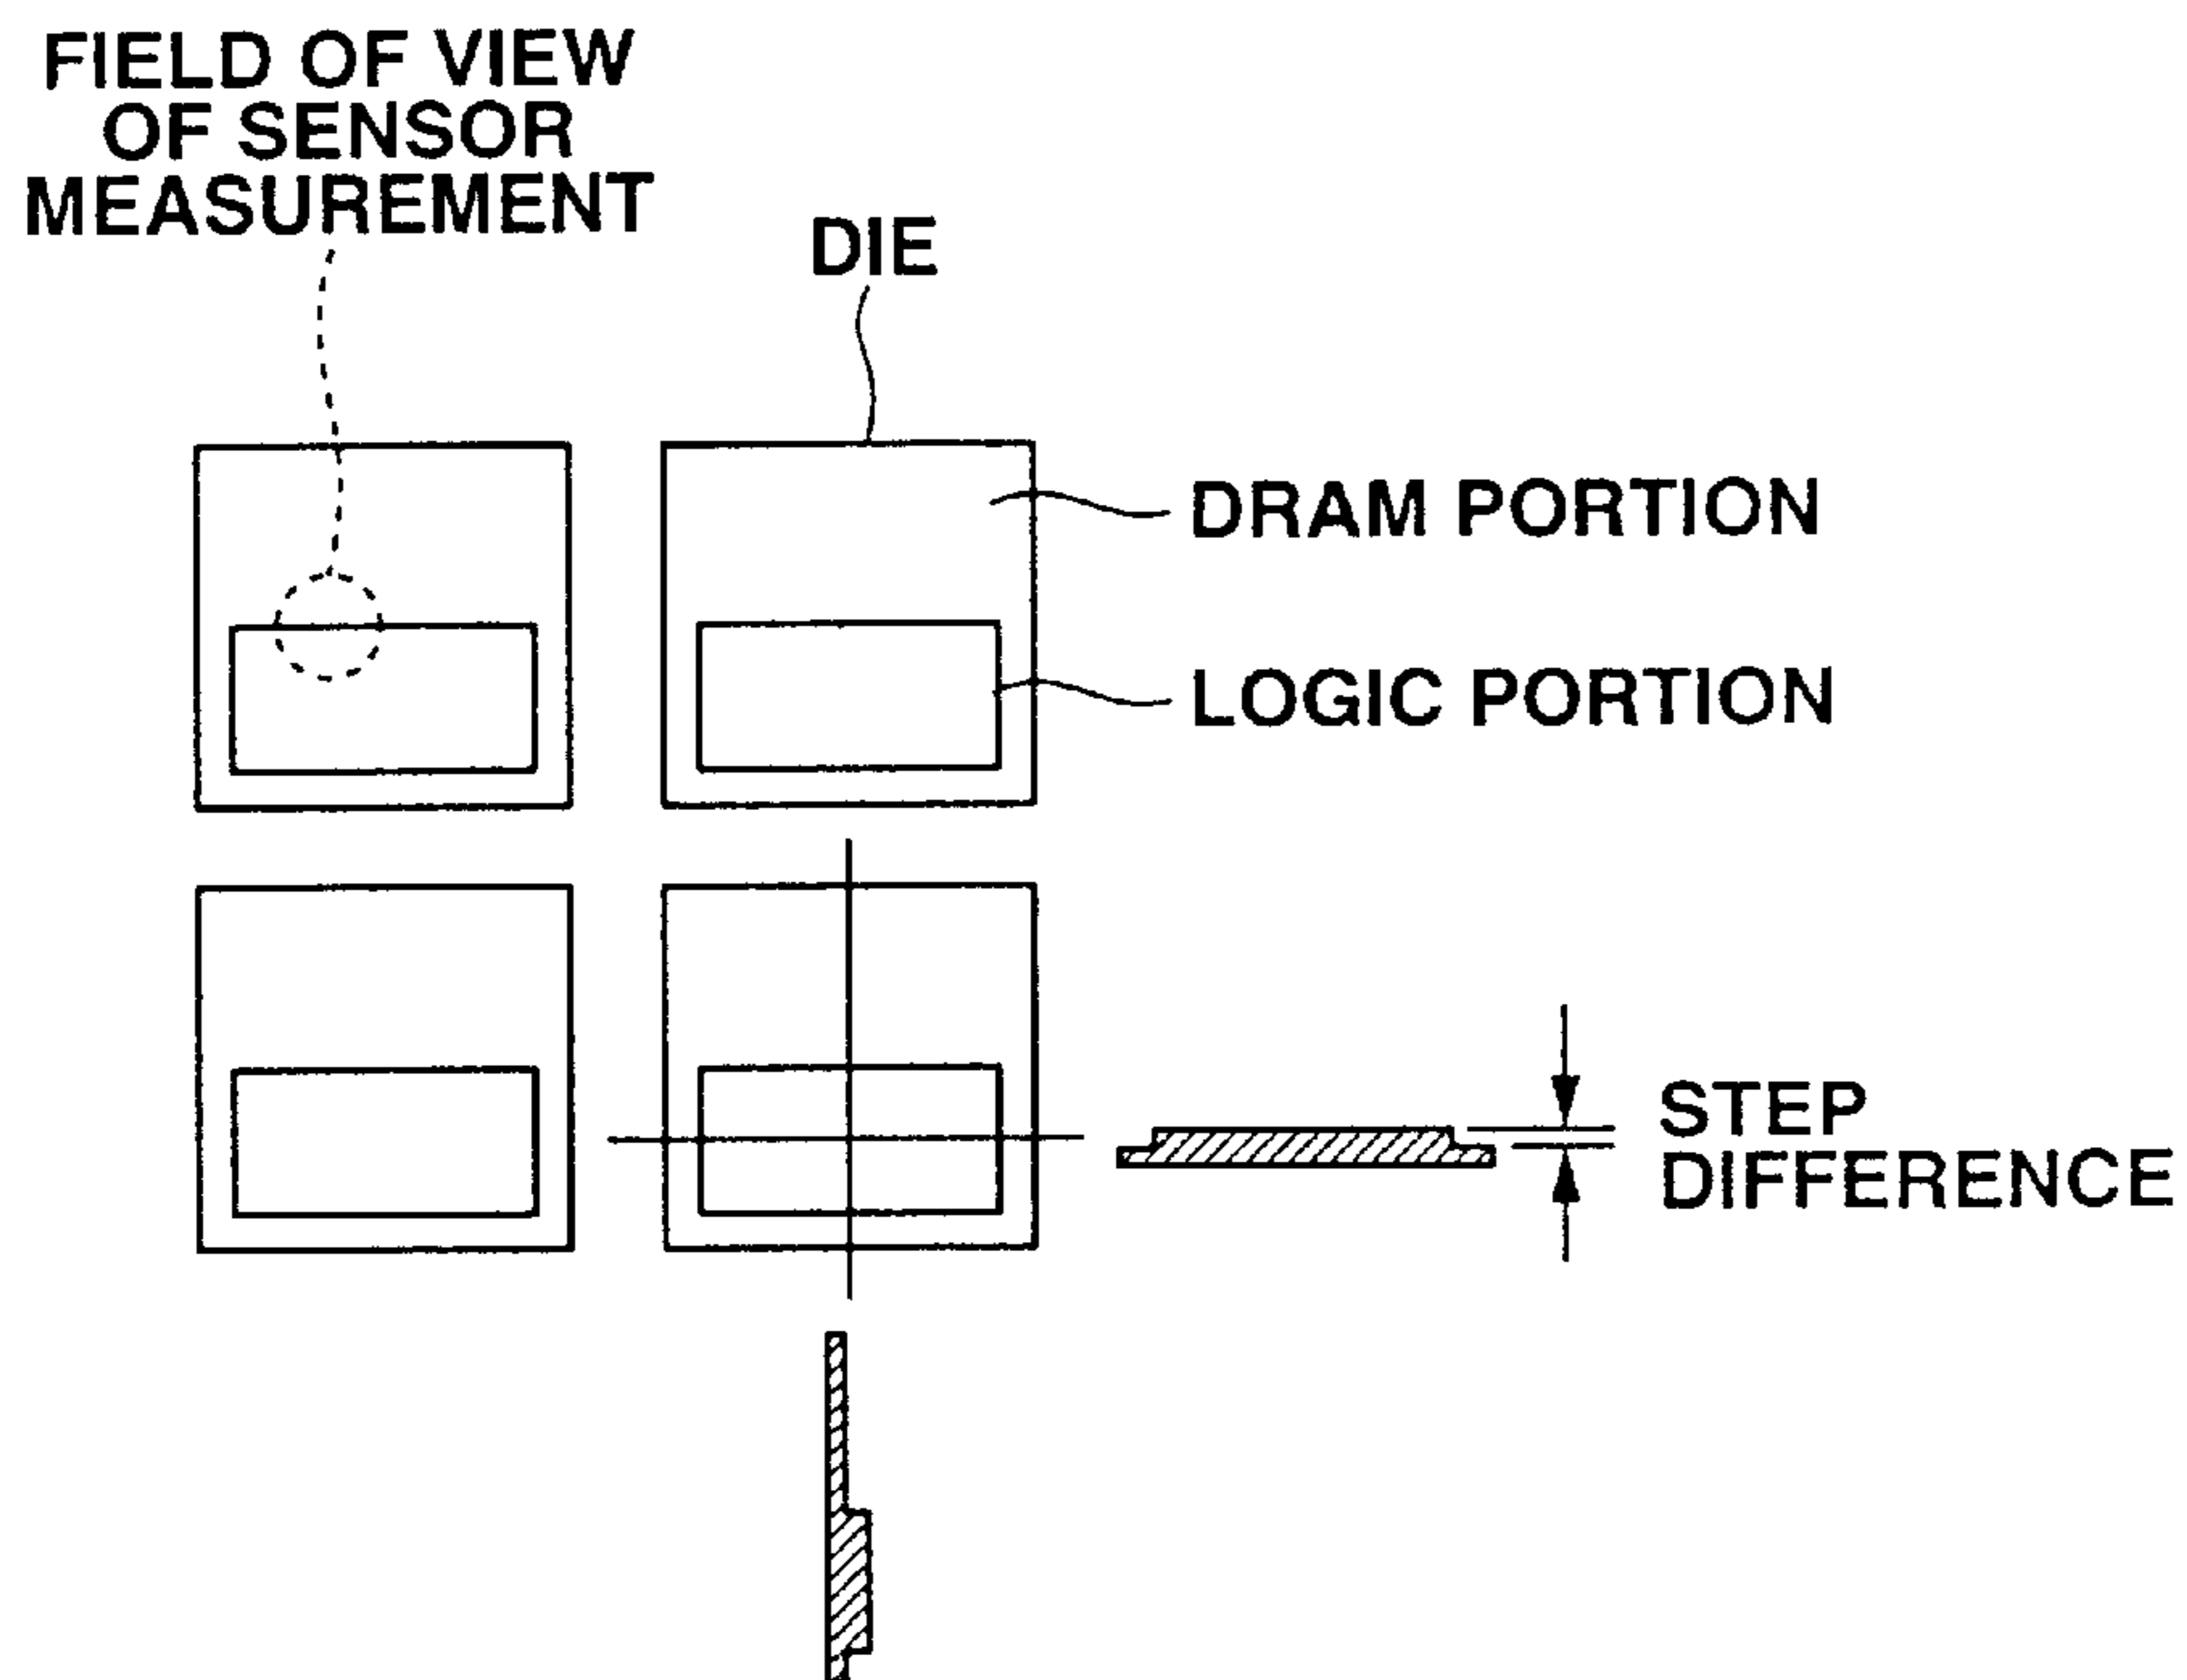 FIELD OF VIEW
OF SENSOR
MEASUREMENT
DIE
DRAM PORTION
LOGIC PORTION
STEP
DIFFERENCE